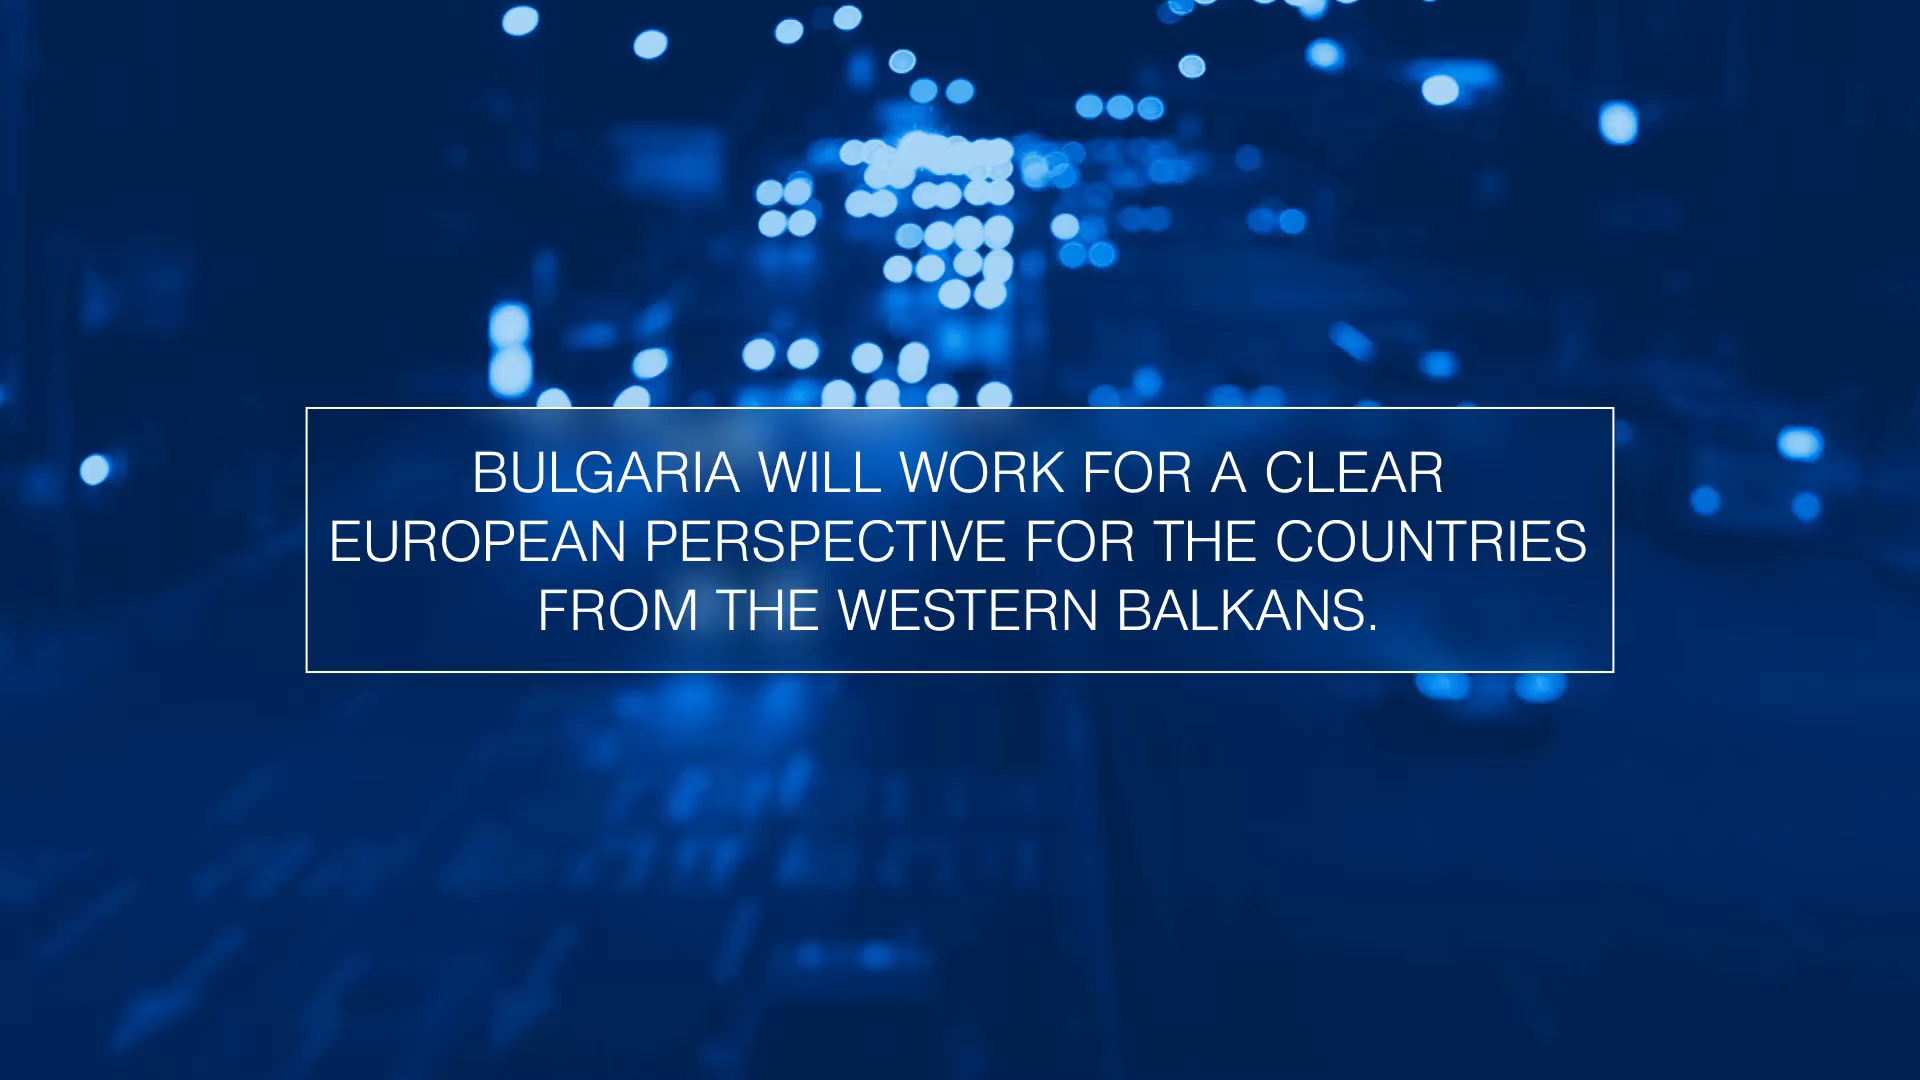 BULGARIA WILL WORK FOR A CLEAR
EUROPEAN PERSPECTIVE FOR THE COUNTRIES
FROM THE WESTERN BALKANS.